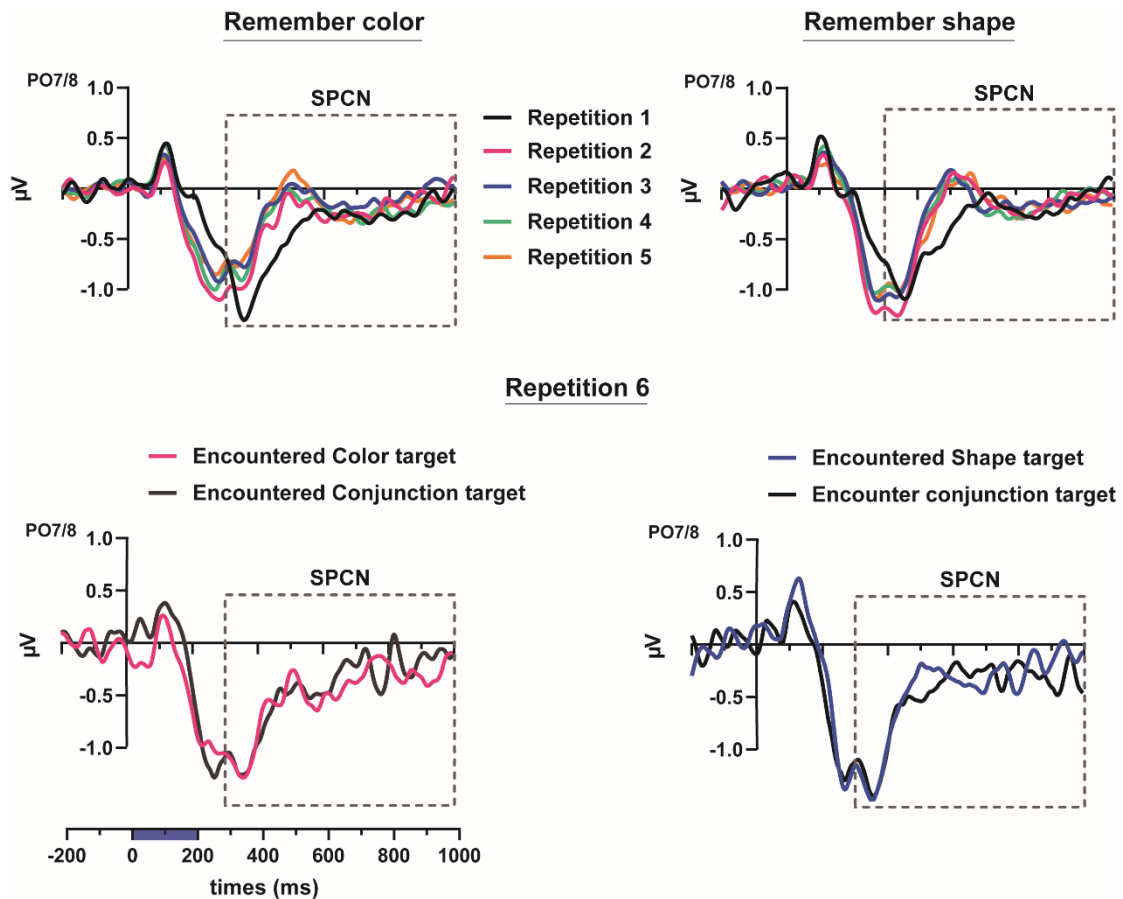 Remember color
Remember shape
PO7/8
1.0
0.5
0
-0.5
-1.0
µV
SPCN
Repetition 1
Repetition 2
Repetition 3
Repetition 4
Repetition 5
PO7/8
1.0
0.5
0
-0.5
-1.0
µV
SPCN
Repetition 6
Encountered Color target
Encountered Conjunction target
Encountered Shape target
Encounter conjunction target
PO7/8
1.0
0.5
0
-0.5
-1.0
µV
SPCN
PO7/8
1.0
0.5
0
-0.5
-1.0
µV
SPCN
-200 0 200 400 600 800 1000
times (ms)